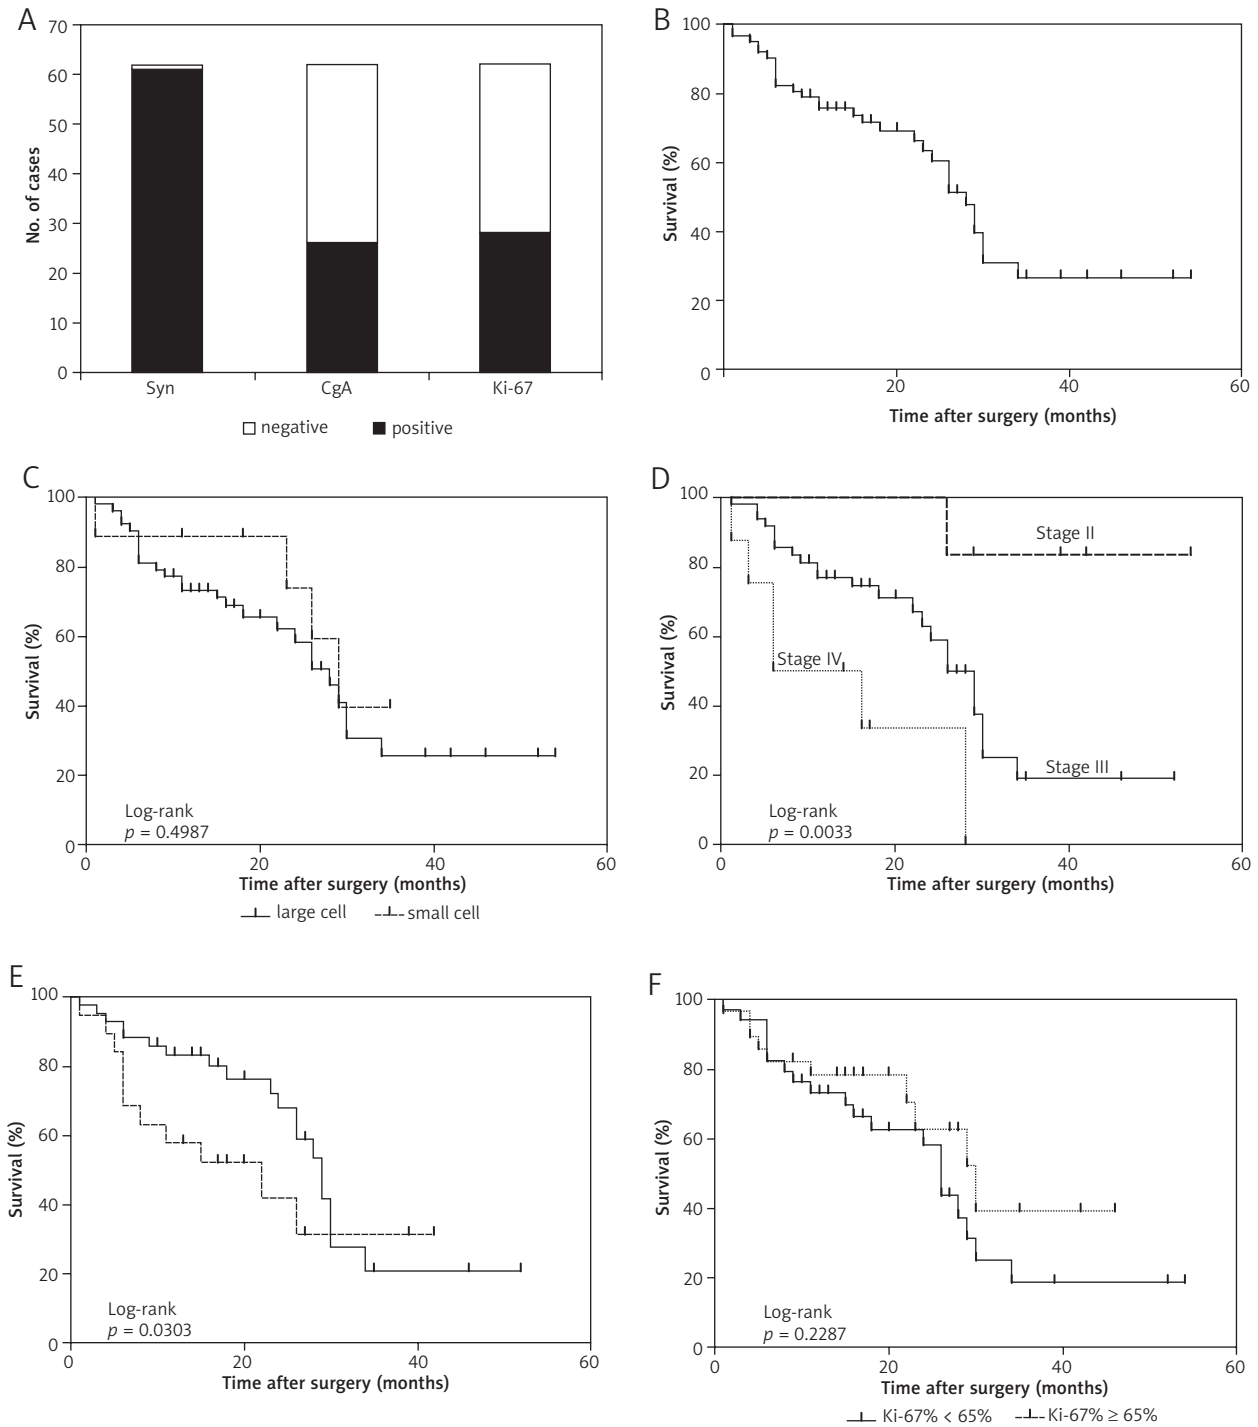 A
70
60
50
40
30
20
10
0
No. of cases
Syn CgA Ki-67
negative positive
B
100
80
60
40
20
0
Survival (%)
20 40 60
Time after surgery (months)
C
100
80
60
40
20
0
Survival (%)
Log-rank
p = 0.4987
0 20 40 60
Time after surgery (months)
large cell small cell
D
100
80
60
40
20
0
Survival (%)
Stage II
Stage IV
Stage III
Log-rank
p = 0.0033
0 20 40 60
Time after surgery (months)
E
100
80
60
40
20
0
Survival (%)
Log-rank
p = 0.0303
0 20 40 60
Time after surgery (months)
F
100
80
60
40
20
0
Survival (%)
Log-rank
p = 0.2287
0 20 40 60
Time after surgery (months)
Ki-67% < 65% Ki-67% ≥ 65%